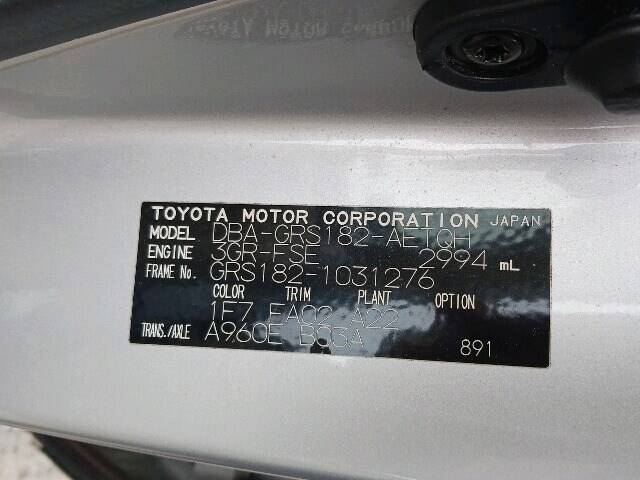 TOYOTA MOTOR CORPORATION JAPAN
MODEL DBA-GRS182-AETQH
ENGINE 3GR-FSE 2994 mL
FRAME No. GRS182-1031276
COLOR TRIM PLANT OPTION
1F7 FA02 A22
TRANS./AXLE A960E B03A
891